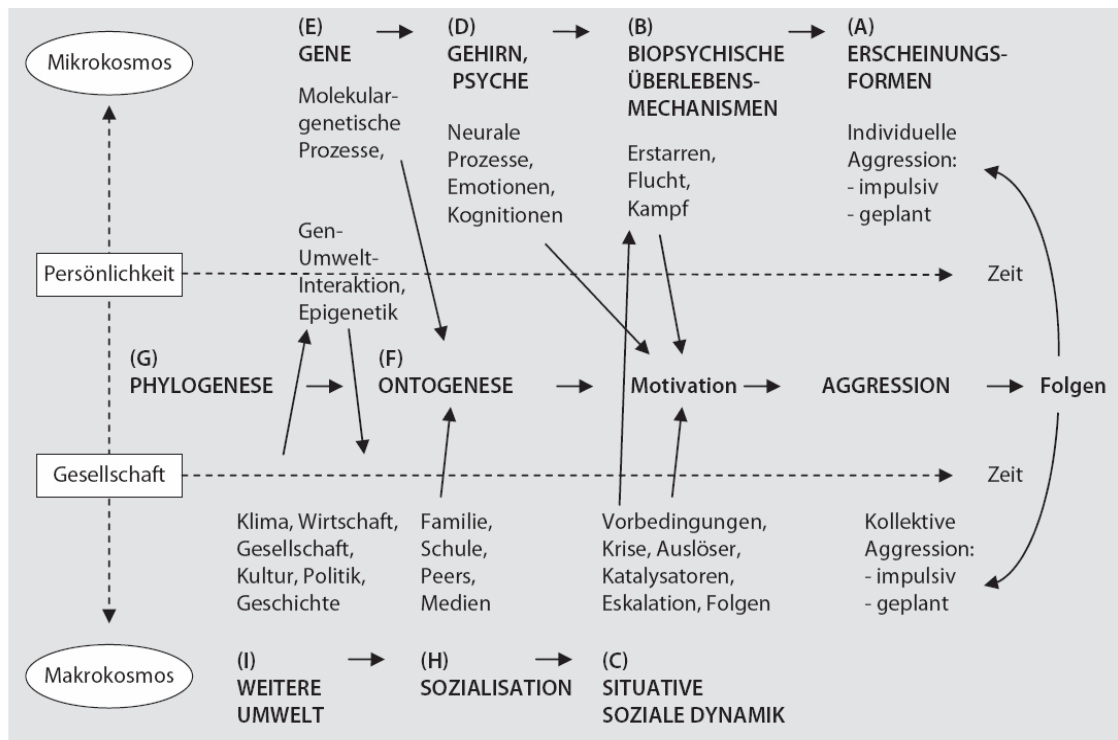 Mikrokosmos
(E)
GENE
Molekular-
genetische
Prozesse,
Gen-
Umwelt-
Interaktion,
Epigenetik
(D)
GEHIRN,
PSYCHE
Neurale
Prozesse,
Emotionen,
Kognitionen
(B)
BIOPSYCHISCHE
ÜBERLEBENS-
MECHANISMEN
Erstarren,
Flucht,
Kampf
(A)
ERSCHEINUNGS-
FORMEN
Individuelle
Aggression:
- impulsiv
- geplant
Persönlichkeit
Zeit
(G)
PHYLOGENESE
(F)
ONTOGENESE
Motivation
AGGRESSION
Folgen
Gesellschaft
Zeit
Klima, Wirtschaft,
Gesellschaft,
Kultur, Politik,
Geschichte
Familie,
Schule,
Peers,
Medien
Vorbedingungen,
Krise, Auslöser,
Katalysatoren,
Eskalation, Folgen
Kollektive
Aggression:
- impulsiv
- geplant
Makrokosmos
(I)
WEITERE
UMWELT
(H)
SOZIALISATION
(C)
SITUATIVE
SOZIALE DYNAMIK